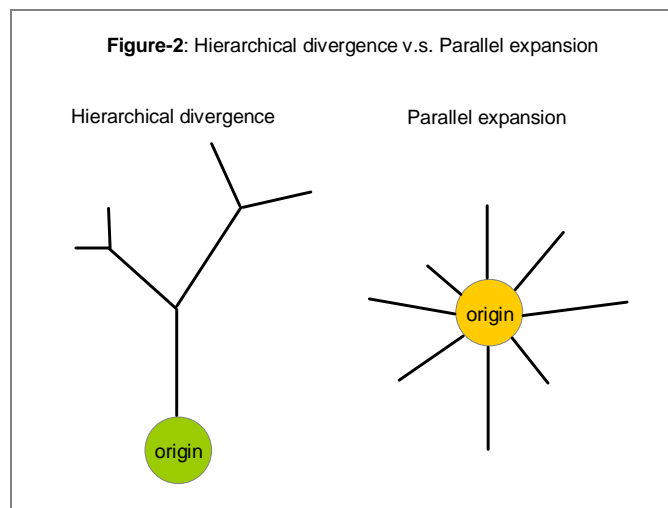 Figure-2: Hierarchical divergence v.s. Parallel expansion
Hierarchical divergence
Parallel expansion
origin
origin